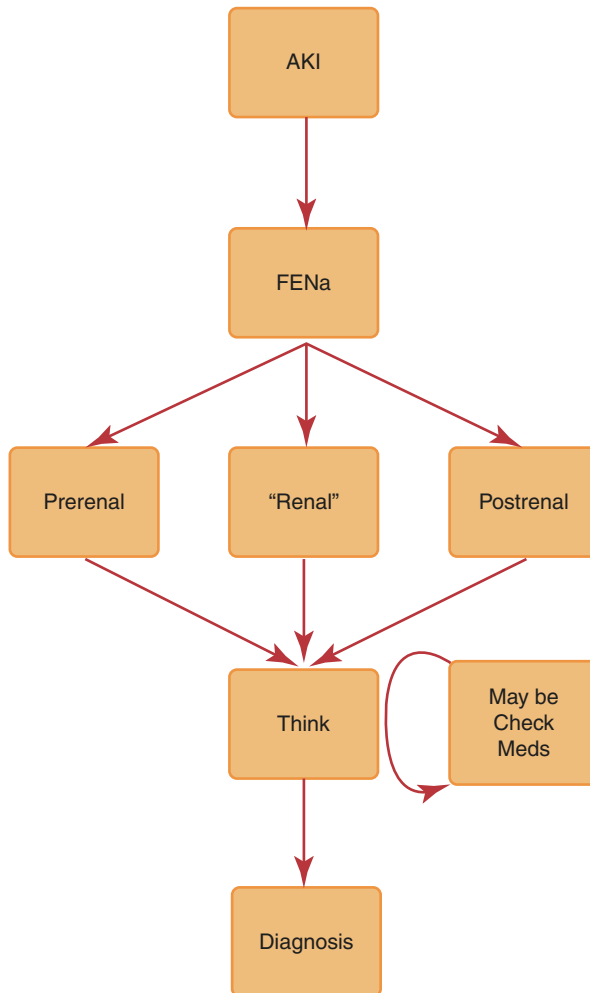 AKI
FENa
Prerenal
“Renal”
Postrenal
Think
May be
Check
Meds
Diagnosis